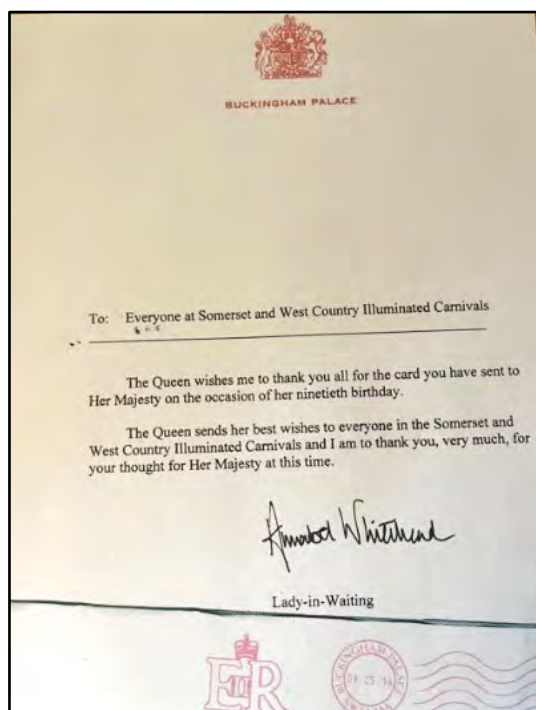 BUCKINGHAM PALACE
To: Everyone at Somerset and West Country Illuminated Carnivals
The Queen wishes me to thank you all for the card you have sent to
Her Majesty on the occasion of her ninetieth birthday.
The Queen sends her best wishes to everyone in the Somerset and
West Country Illuminated Carnivals and I am to thank you, very much, for
your thought for Her Majesty at this time.
Annabel Whitehead
Lady-in-Waiting
EIIR
BUCKINGHAM PALACE